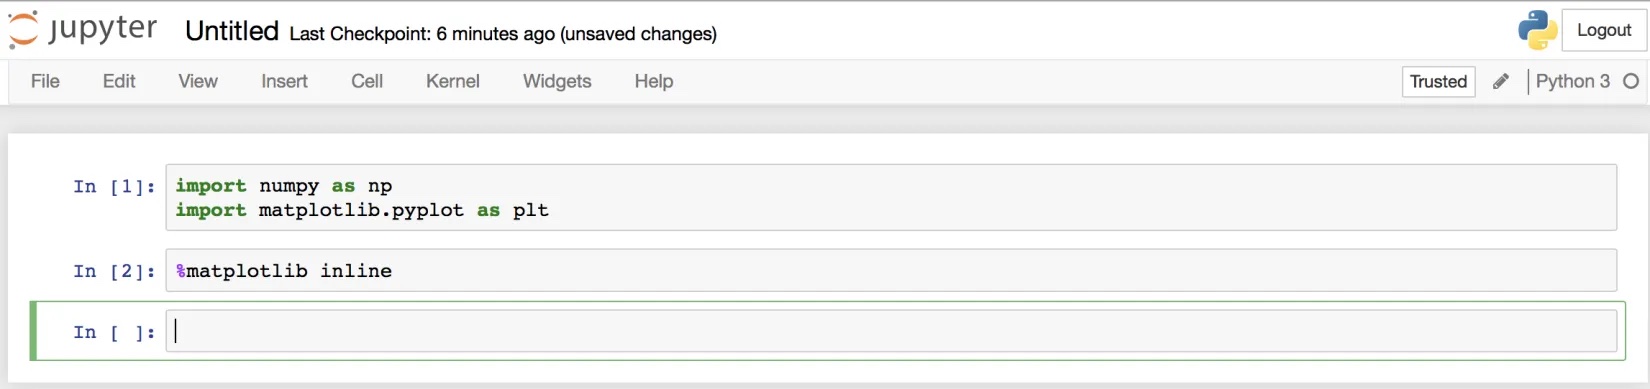 jupyter Untitled Last Checkpoint: 6 minutes ago (unsaved changes) Logout
File Edit View Insert Cell Kernel Widgets Help Trusted Python 3
In [1]: import numpy as np
import matplotlib.pyplot as plt
In [2]: %matplotlib inline
In [ ]: